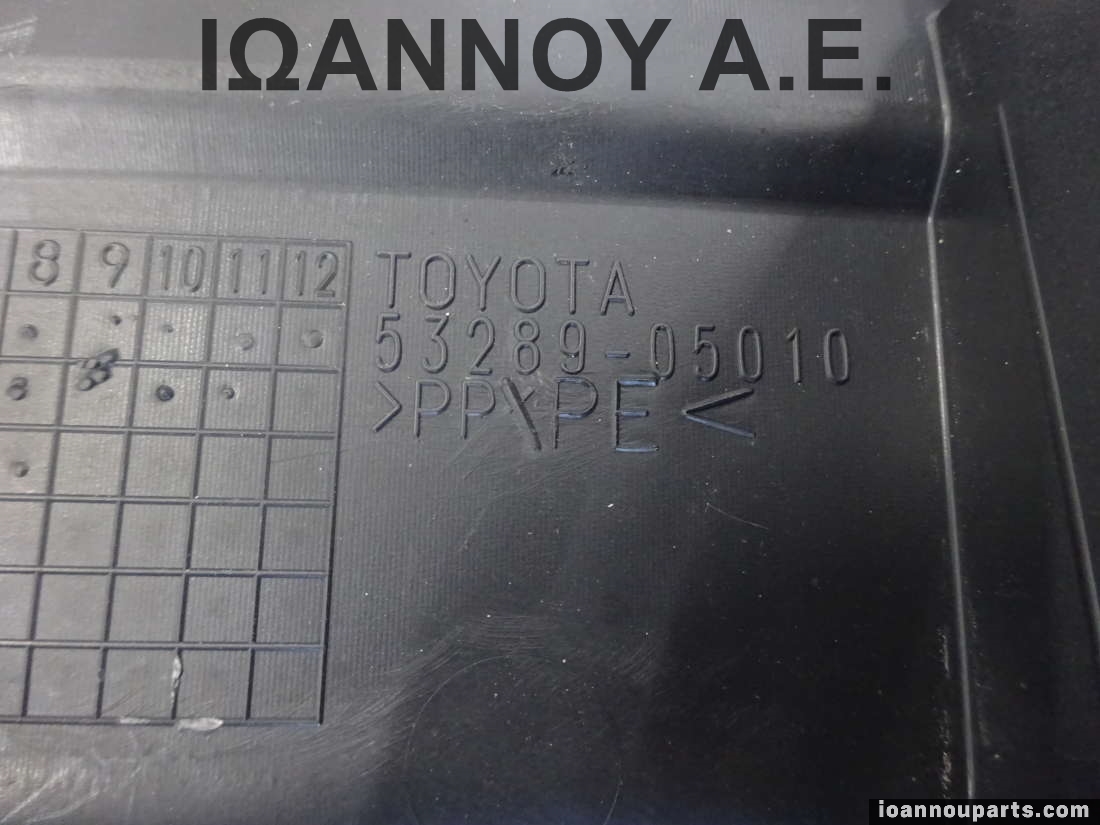 ΙΩΑΝΝΟΥ Α.Ε.
8 9 10 11 12
TOYOTA
53289-05010
>PP\PE<
ioannouparts.com